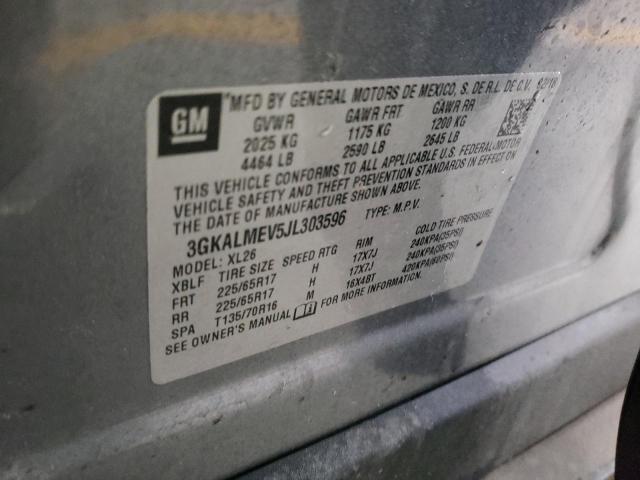 GM
*MFD BY GENERAL MOTORS DE MEXICO, S. DE R.L. DE C.V.
GVWR GAWR FRT GAWR RR
2025 KG 1175 KG 1200 KG
4464 LB 2590 LB 2645 LB
THIS VEHICLE CONFORMS TO ALL APPLICABLE U.S. FEDERAL MOTOR
VEHICLE SAFETY AND THEFT PREVENTION STANDARDS IN EFFECT ON
THE DATE OF MANUFACTURE SHOWN ABOVE.
3GKALMEV5JL303596 TYPE: M.P.V.
MODEL: XL26
XBLF TIRE SIZE SPEED RTG RIM COLD TIRE PRESSURE
FRT 225/65R17 H 17X7J 240KPA(35PSI)
RR 225/65R17 H 17X7J 240KPA(35PSI)
SPA T135/70R16 M 16X4BT 420KPA(60PSI)
SEE OWNER'S MANUAL FOR MORE INFORMATION.